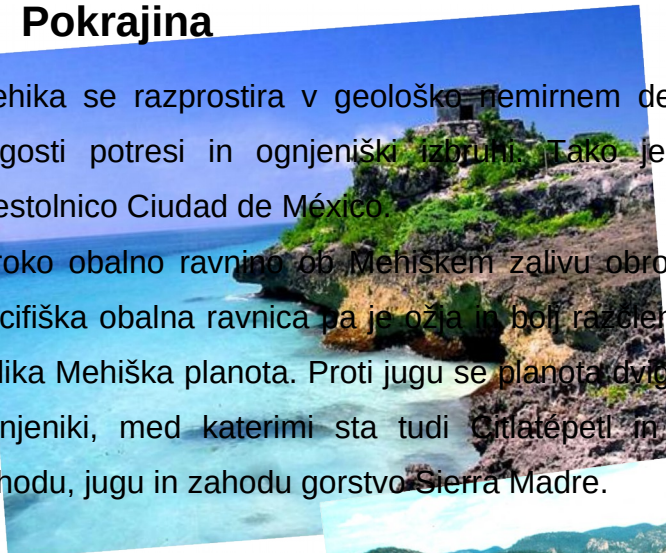 Pokrajina
ehika se razprostira v geološko nemirnem de
gosti potresi in ognjeniški izbruhi. Tako je
estolnico Ciudad de México.
roko obalno ravnino ob Mehiškem zalivu obro
cifiška obalna ravnica pa je ožja in bolj razčlen
lika Mehiška planota. Proti jugu se planota dvig
njeniki, med katerimi sta tudi Citlatépetl in
hodu, jugu in zahodu gorstvo Sierra Madre.